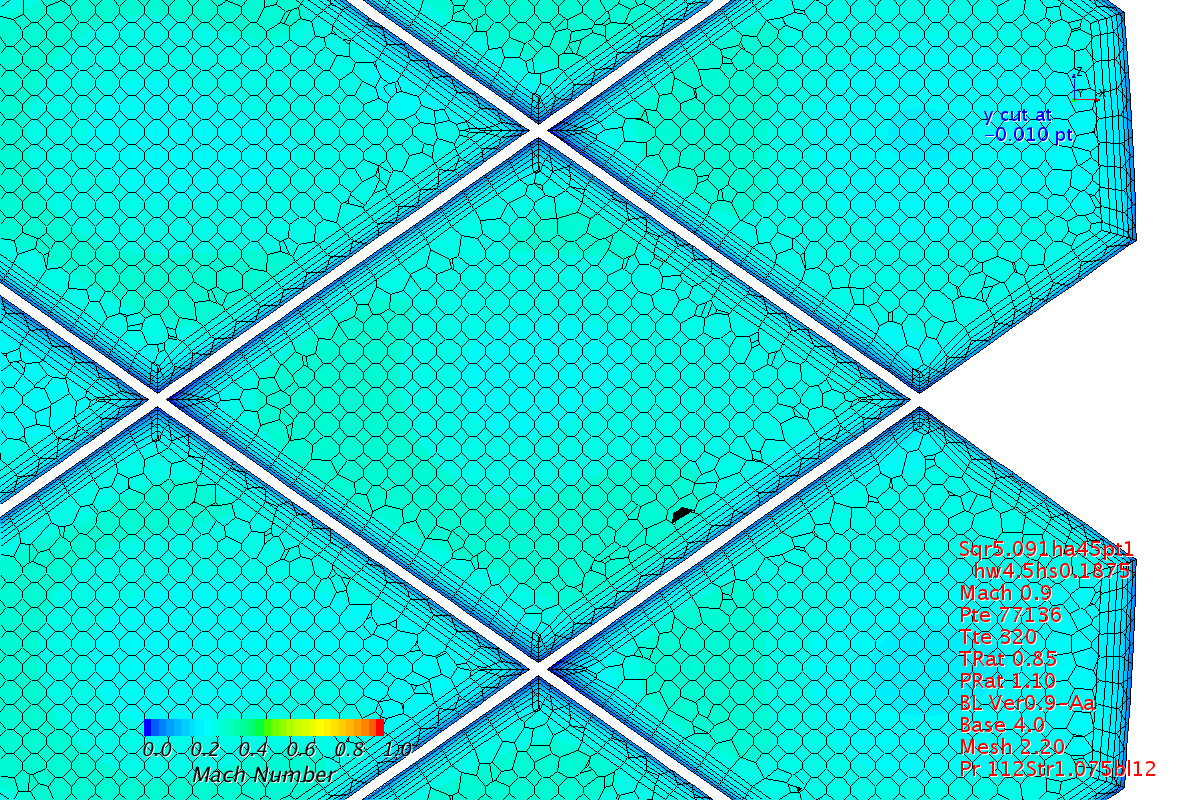 Z
Y
X
y cut at
-0.010 pt
Sqr5.091ha45pt1
hw4.5hs0.1875
Mach 0.9
Pte 77136
Tte 320
TRat 0.85
PRat 1.10
BL Ver0.9-Aa
Base 4.0
Mesh 2.20
Pr 112Str1.075bl12
0.0 0.2 0.4 0.6 0.8 1.0
Mach Number